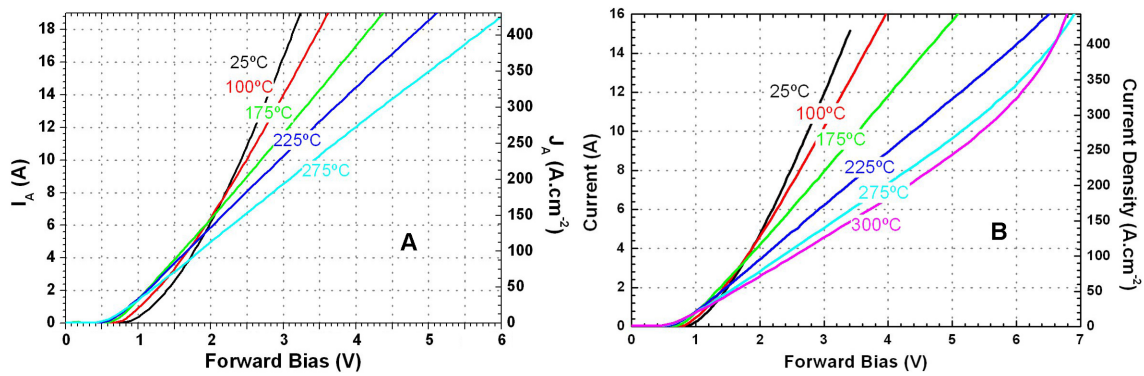 18
16
14
12
10
8
6
4
2
0
I_A (A)
25ºC
100ºC
175ºC
225ºC
275ºC
A
400
350
300
250
200
150
100
50
0
J_A (A.cm-2)
0 1 2 3 4 5 6
Forward Bias (V)
16
14
12
10
8
6
4
2
0
Current (A)
25ºC
100ºC
175ºC
225ºC
275ºC
300ºC
B
400
350
300
250
200
150
100
50
0
Current Density (A.cm-2)
0 1 2 3 4 5 6 7
Forward Bias (V)